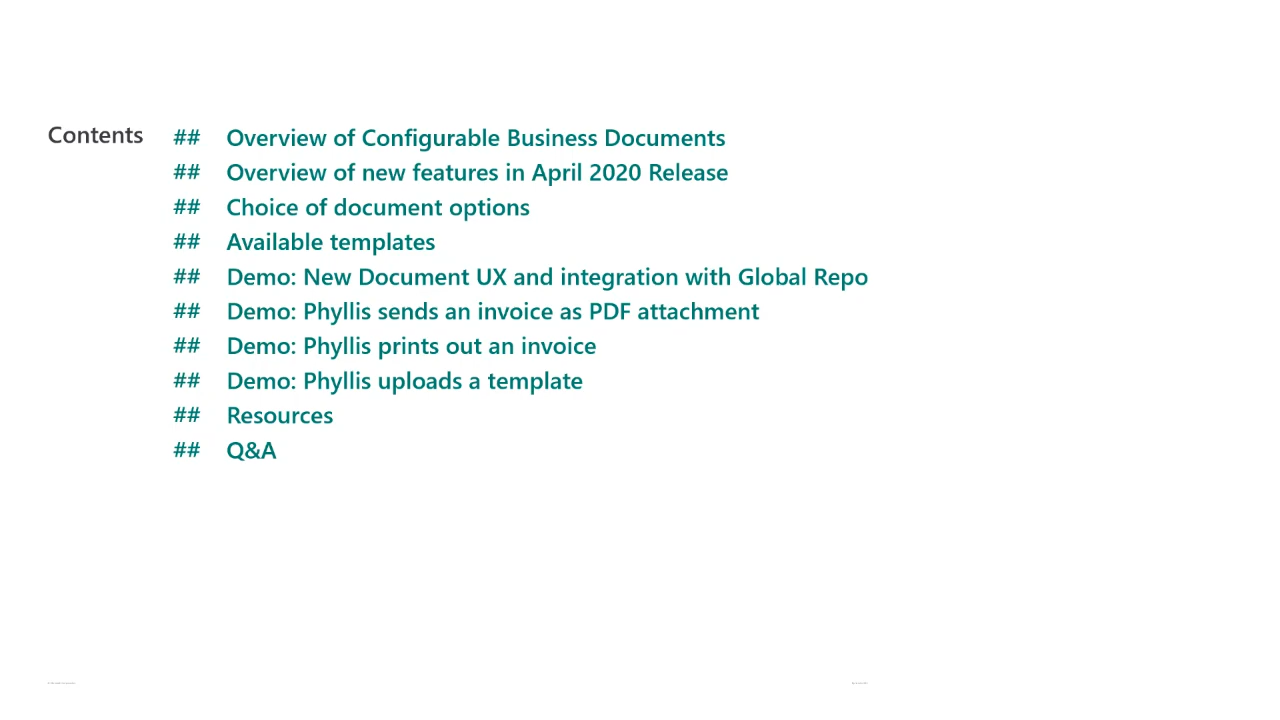 Contents
## Overview of Configurable Business Documents
## Overview of new features in April 2020 Release
## Choice of document options
## Available templates
## Demo: New Document UX and integration with Global Repo
## Demo: Phyllis sends an invoice as PDF attachment
## Demo: Phyllis prints out an invoice
## Demo: Phyllis uploads a template
## Resources
## Q&A